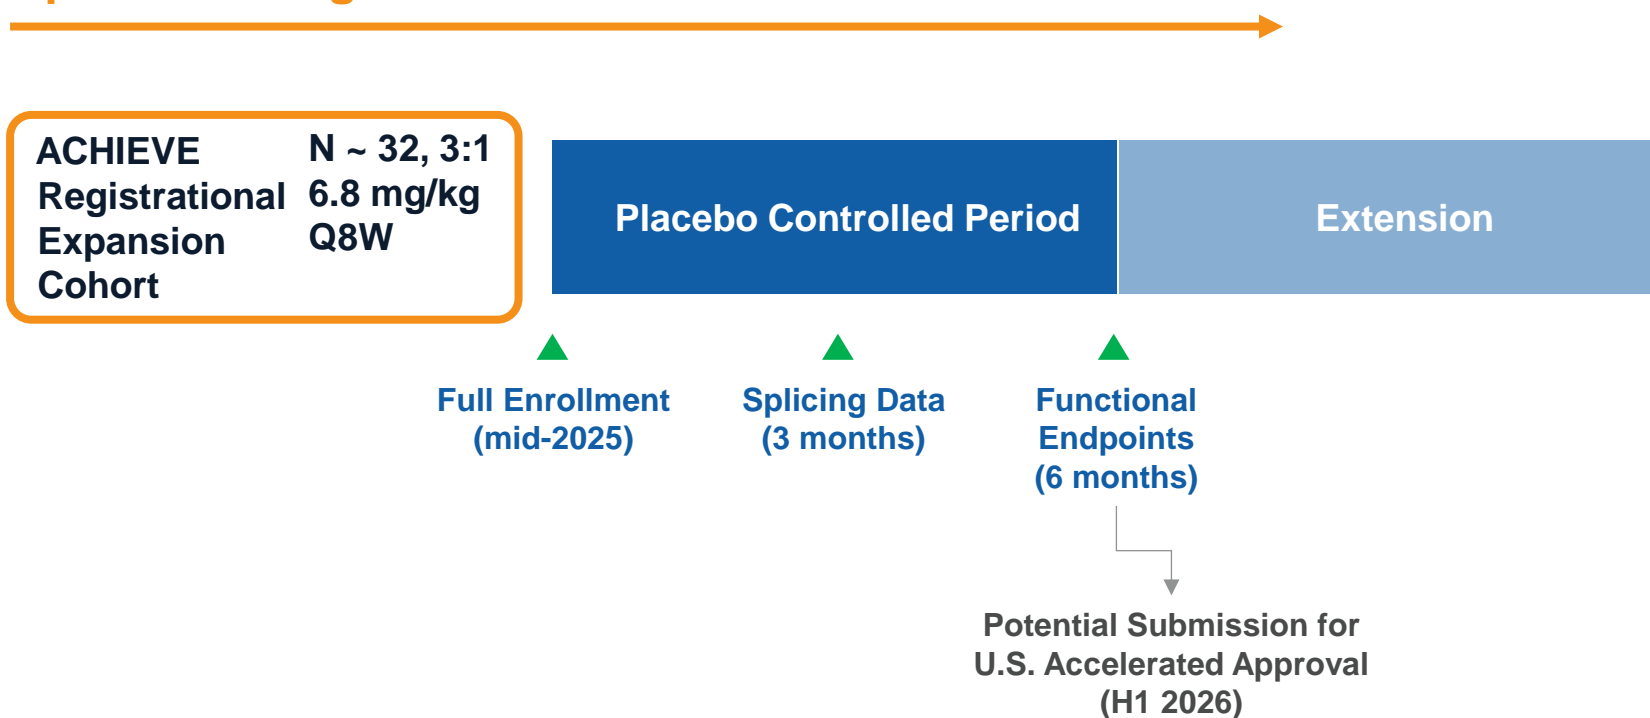 ACHIEVE
Registrational
Expansion
Cohort
N ~ 32, 3:1
6.8 mg/kg
Q8W
Placebo Controlled Period
Extension
Full Enrollment
(mid-2025)
Splicing Data
(3 months)
Functional
Endpoints
(6 months)
Potential Submission for
U.S. Accelerated Approval
(H1 2026)